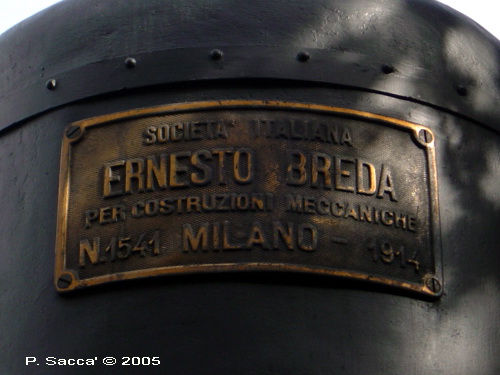 SOCIETA' ITALIANA
ERNESTO BREDA
PER COSTRUZIONI MECCANICHE
N.1541 MILANO - 1914
P. Sacca' © 2005